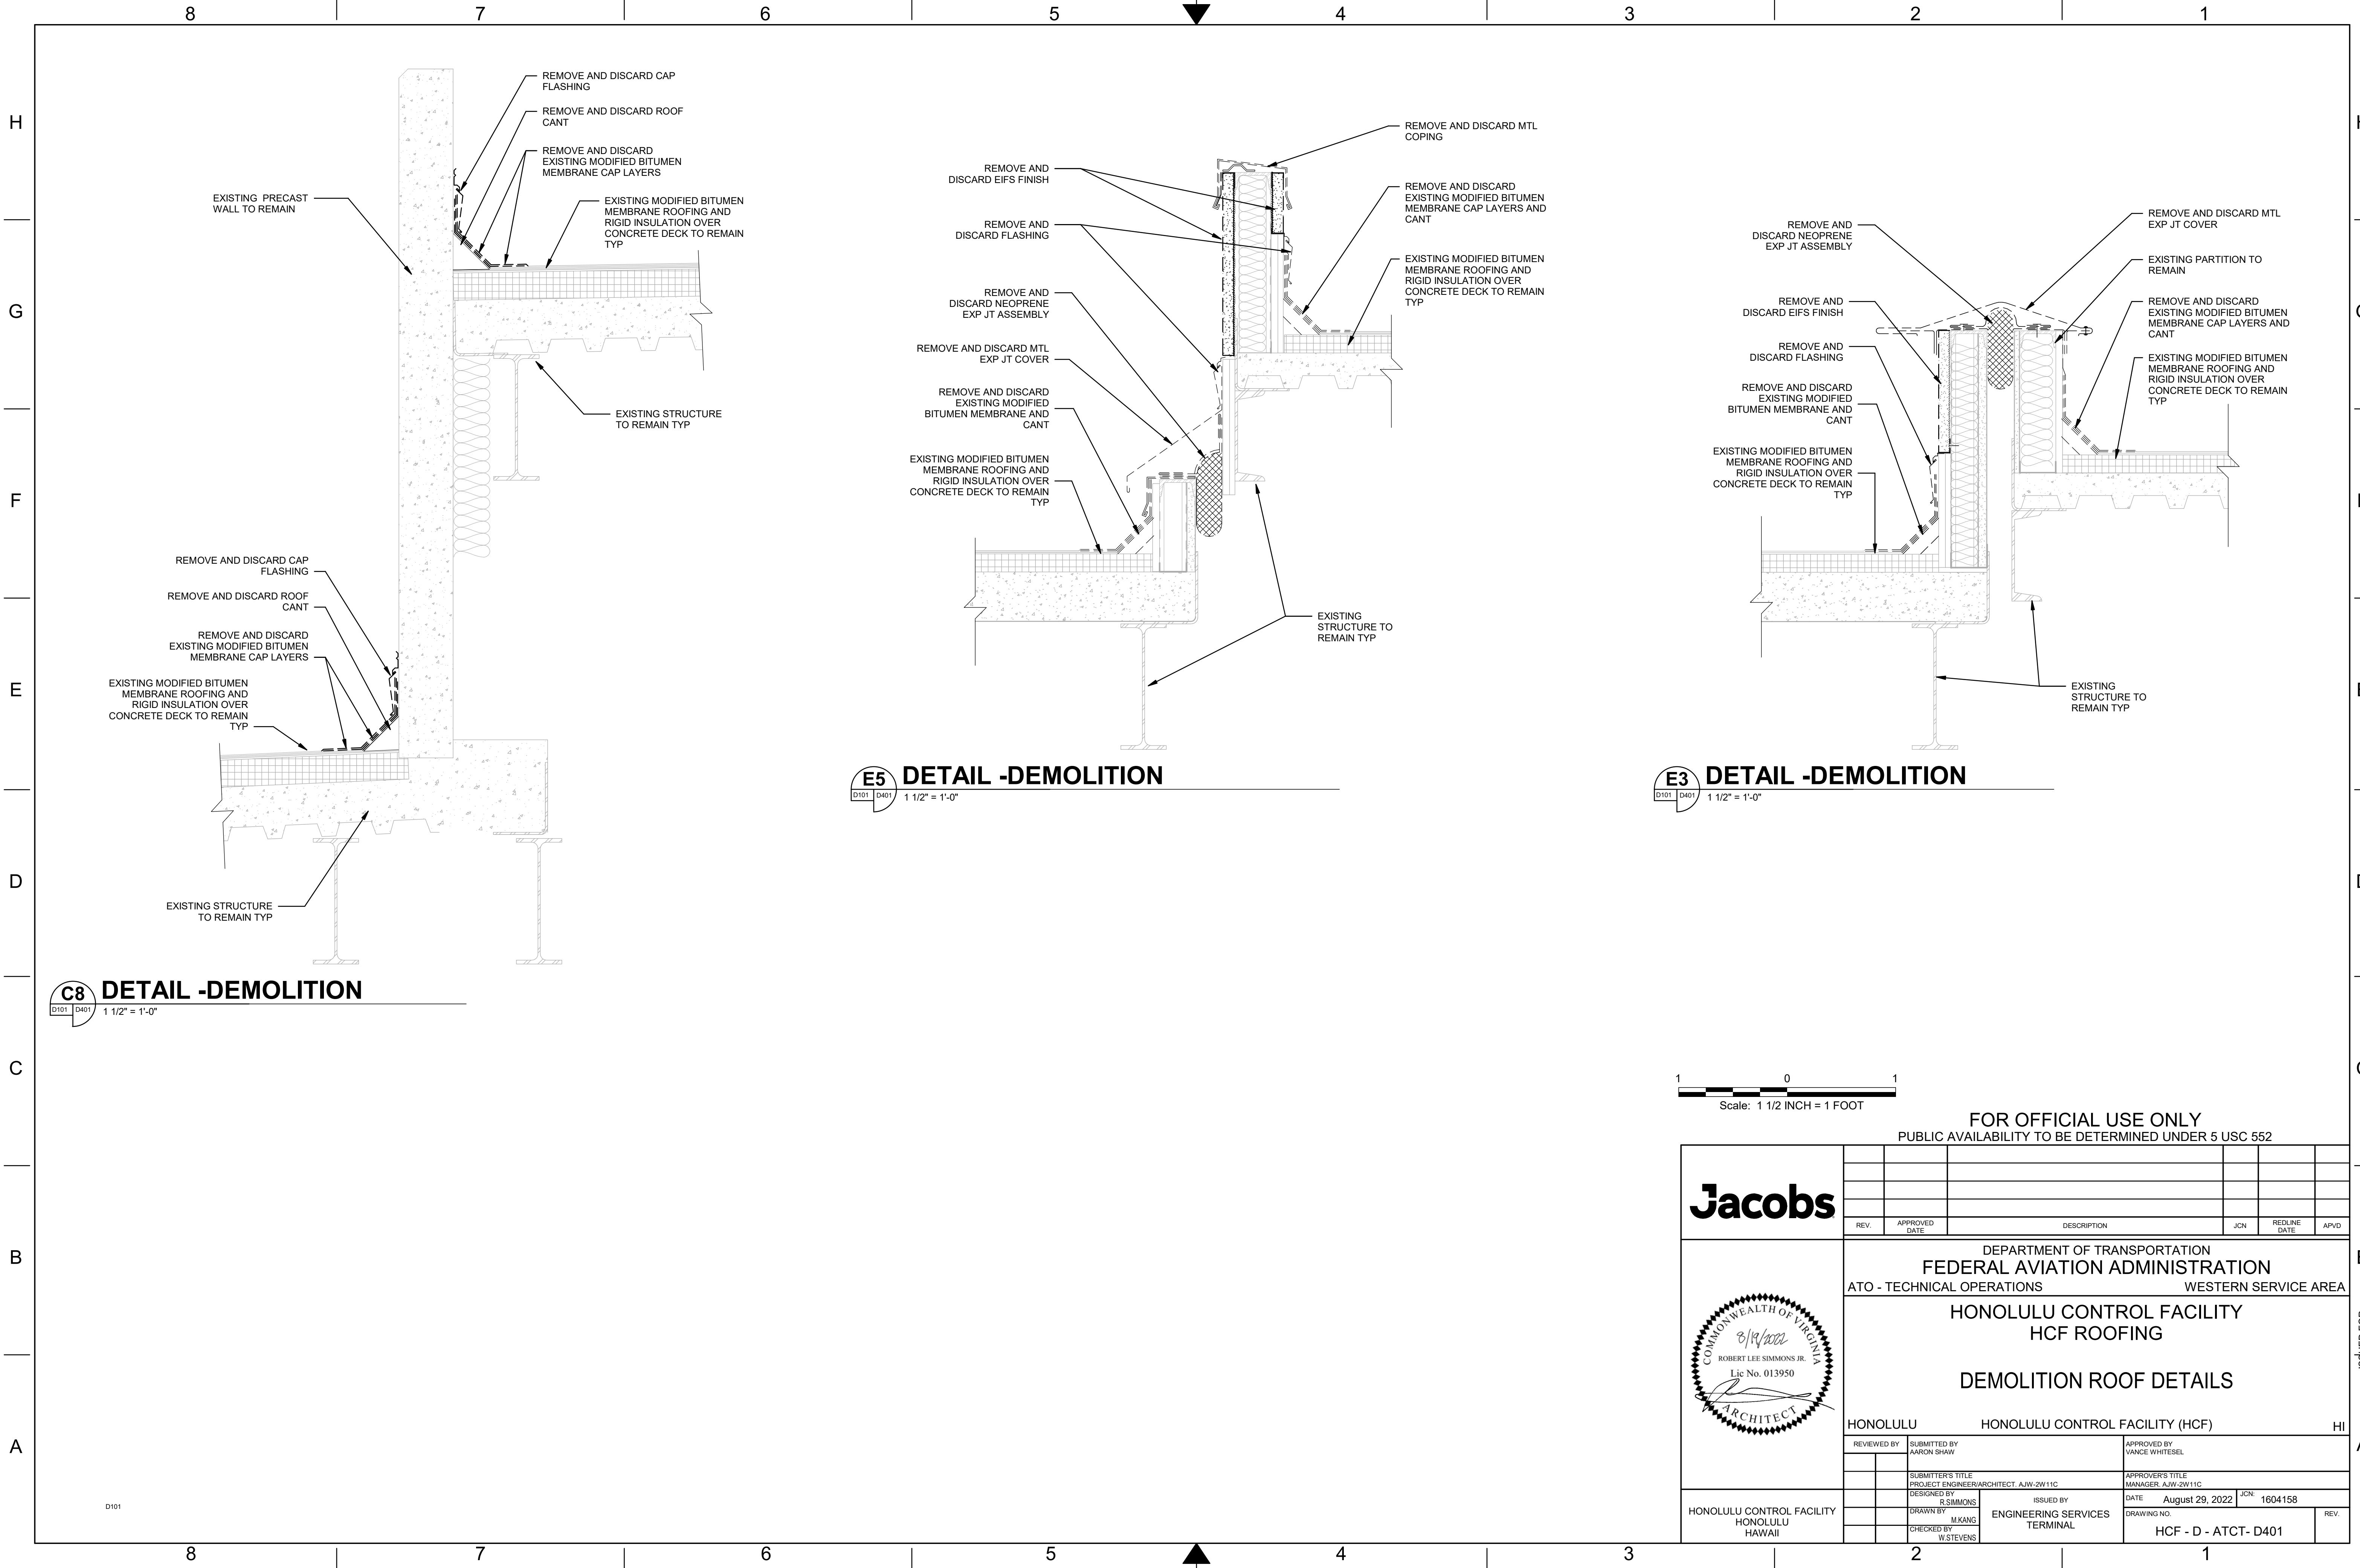 8 7 6 5 4 3 2 1
H
G
F
E
D
C
B
A
REMOVE AND DISCARD CAP
FLASHING
REMOVE AND DISCARD ROOF
CANT
REMOVE AND DISCARD
EXISTING MODIFIED BITUMEN
MEMBRANE CAP LAYERS
EXISTING PRECAST
WALL TO REMAIN
EXISTING MODIFIED BITUMEN
MEMBRANE ROOFING AND
RIGID INSULATION OVER
CONCRETE DECK TO REMAIN
TYP
EXISTING STRUCTURE
TO REMAIN TYP
REMOVE AND DISCARD CAP
FLASHING
REMOVE AND DISCARD ROOF
CANT
REMOVE AND DISCARD
EXISTING MODIFIED BITUMEN
MEMBRANE CAP LAYERS
EXISTING MODIFIED BITUMEN
MEMBRANE ROOFING AND
RIGID INSULATION OVER
CONCRETE DECK TO REMAIN
TYP
EXISTING STRUCTURE
TO REMAIN TYP
C8 DETAIL -DEMOLITION
D101 D401 1 1/2" = 1'-0"
REMOVE AND
DISCARD EIFS FINISH
REMOVE AND
DISCARD FLASHING
REMOVE AND
DISCARD NEOPRENE
EXP JT ASSEMBLY
REMOVE AND DISCARD MTL
EXP JT COVER
REMOVE AND DISCARD
EXISTING MODIFIED
BITUMEN MEMBRANE AND
CANT
EXISTING MODIFIED BITUMEN
MEMBRANE ROOFING AND
RIGID INSULATION OVER
CONCRETE DECK TO REMAIN
TYP
REMOVE AND DISCARD MTL
COPING
REMOVE AND DISCARD
EXISTING MODIFIED BITUMEN
MEMBRANE CAP LAYERS AND
CANT
EXISTING MODIFIED BITUMEN
MEMBRANE ROOFING AND
RIGID INSULATION OVER
CONCRETE DECK TO REMAIN
TYP
EXISTING
STRUCTURE TO
REMAIN TYP
E5 DETAIL -DEMOLITION
D101 D401 1 1/2" = 1'-0"
REMOVE AND
DISCARD NEOPRENE
EXP JT ASSEMBLY
REMOVE AND
DISCARD EIFS FINISH
REMOVE AND
DISCARD FLASHING
REMOVE AND DISCARD
EXISTING MODIFIED
BITUMEN MEMBRANE AND
CANT
EXISTING MODIFIED BITUMEN
MEMBRANE ROOFING AND
RIGID INSULATION OVER
CONCRETE DECK TO REMAIN
TYP
REMOVE AND DISCARD MTL
EXP JT COVER
EXISTING PARTITION TO
REMAIN
REMOVE AND DISCARD
EXISTING MODIFIED BITUMEN
MEMBRANE CAP LAYERS AND
CANT
EXISTING MODIFIED BITUMEN
MEMBRANE ROOFING AND
RIGID INSULATION OVER
CONCRETE DECK TO REMAIN
TYP
EXISTING
STRUCTURE TO
REMAIN TYP
E3 DETAIL -DEMOLITION
D101 D401 1 1/2" = 1'-0"
1 0 1
Scale: 1 1/2 INCH = 1 FOOT
FOR OFFICIAL USE ONLY
PUBLIC AVAILABILITY TO BE DETERMINED UNDER 5 USC 552
Jacobs
REV. APPROVED DATE DESCRIPTION JCN REDLINE DATE APVD
DEPARTMENT OF TRANSPORTATION
FEDERAL AVIATION ADMINISTRATION
ATO - TECHNICAL OPERATIONS WESTERN SERVICE AREA
COMMONWEALTH OF VIRGINIA
8/19/2022
ROBERT LEE SIMMONS JR.
Lic No. 013950
ARCHITECT
HONOLULU CONTROL FACILITY
HCF ROOFING
DEMOLITION ROOF DETAILS
HONOLULU HONOLULU CONTROL FACILITY (HCF) HI
REVIEWED BY
SUBMITTED BY
AARON SHAW
APPROVED BY
VANCE WHITESEL
SUBMITTER'S TITLE
PROJECT ENGINEER/ARCHITECT. AJW-2W11C
APPROVER'S TITLE
MANAGER. AJW-2W11C
DESIGNED BY
R.SIMMONS
DRAWN BY
M.KANG
CHECKED BY
W.STEVENS
ISSUED BY
ENGINEERING SERVICES
TERMINAL
DATE August 29, 2022 JCN: 1604158
DRAWING NO. REV.
HCF - D - ATCT- D401
HONOLULU CONTROL FACILITY
HONOLULU
HAWAII
D101
8 7 6 5 4 3 2 1